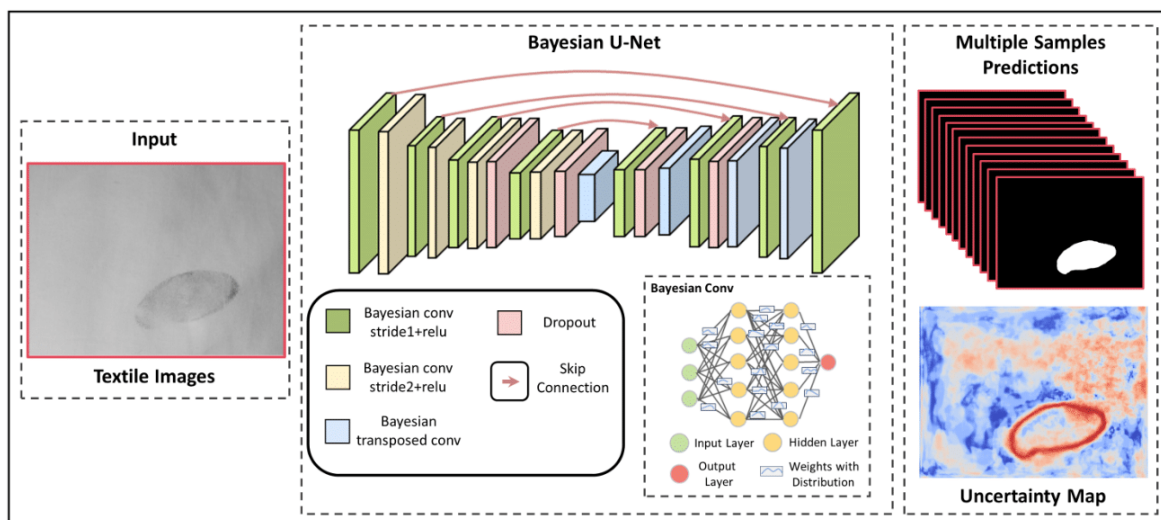 Input
Textile Images
Bayesian U-Net
Bayesian conv
stride1+relu
Dropout
Bayesian conv
stride2+relu
Skip
Connection
Bayesian
transposed conv
Bayesian Conv
Input Layer
Hidden Layer
Output
Layer
Weights with
Distribution
Multiple Samples
Predictions
Uncertainty Map